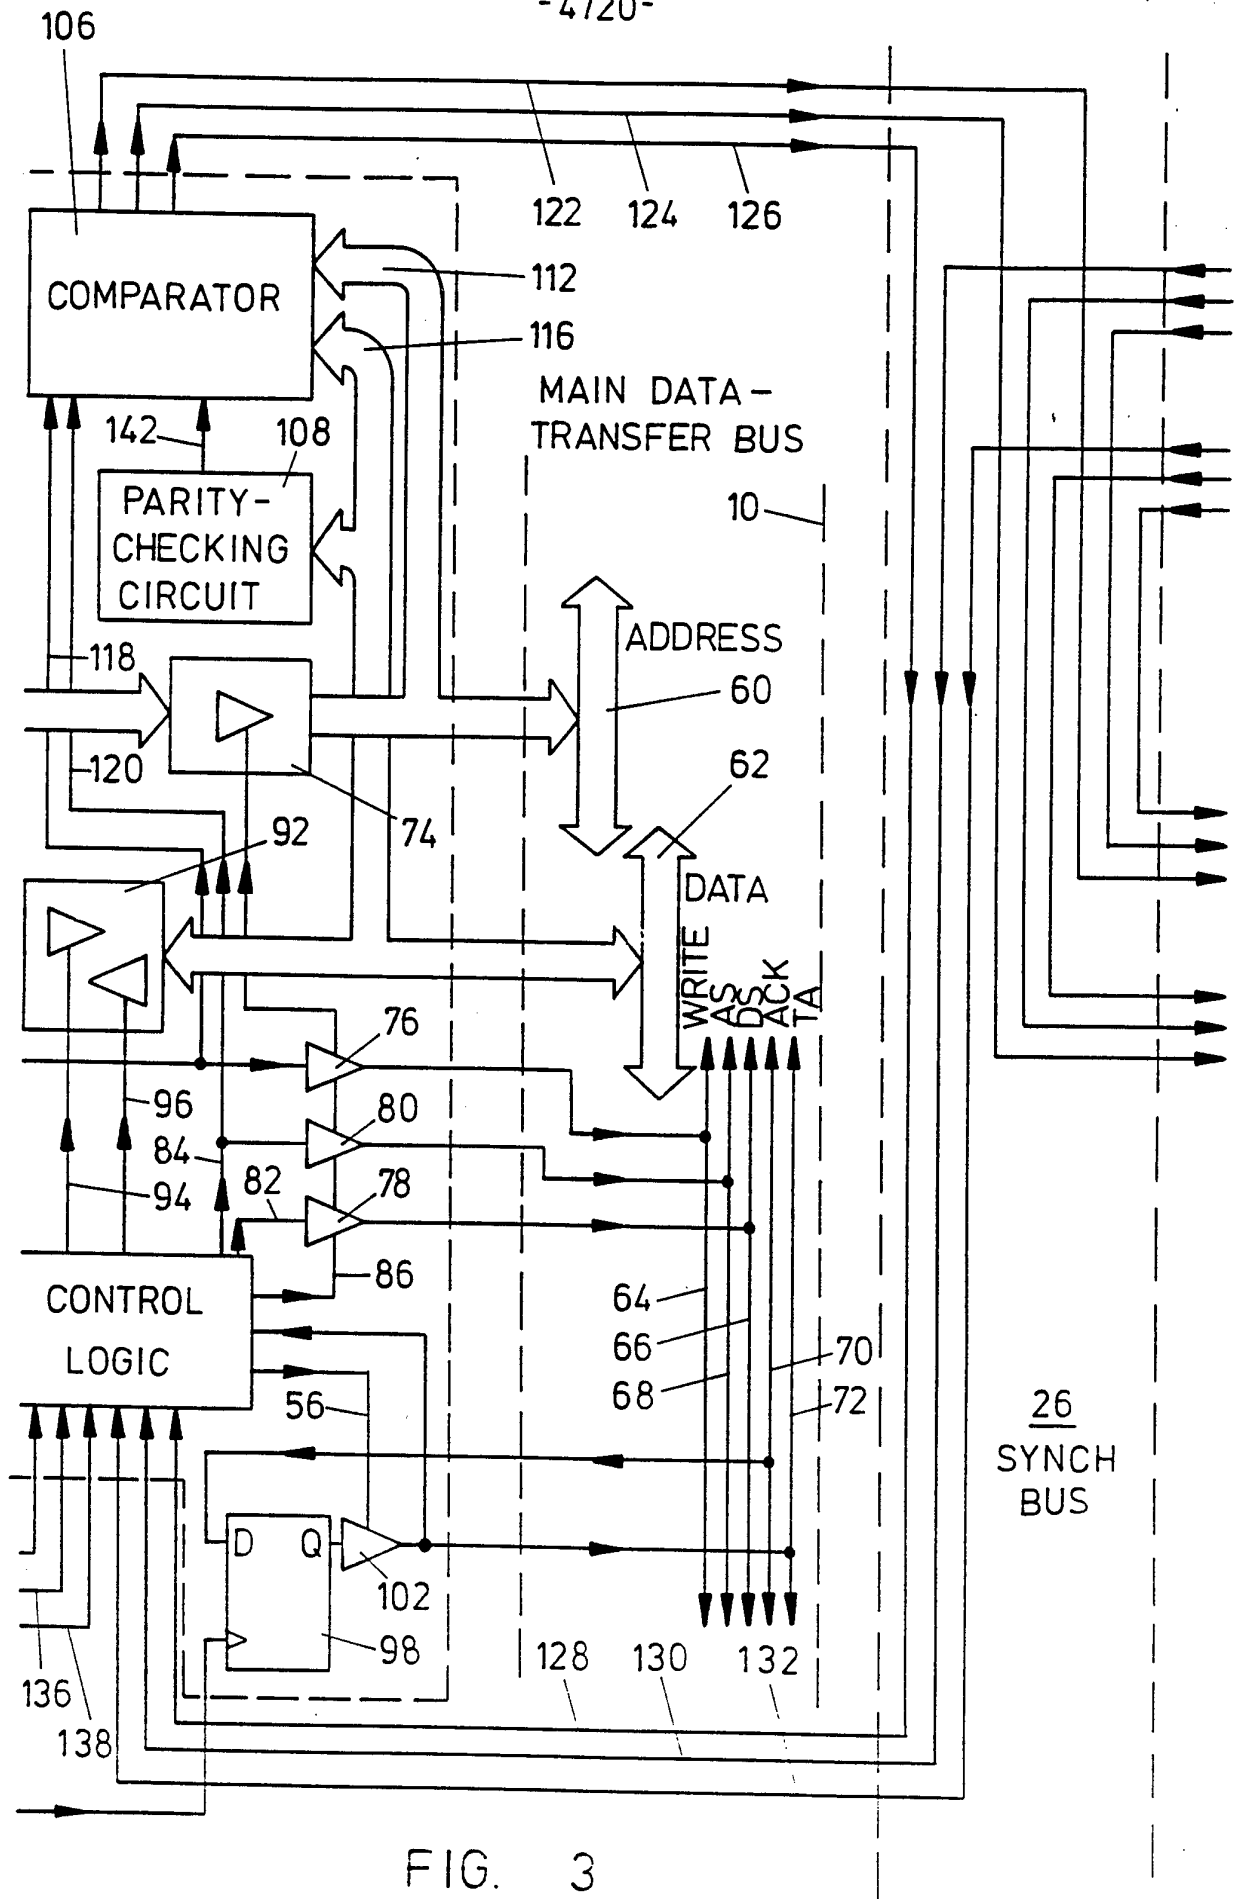 -4720-
106
122 124 126
COMPARATOR
112
116
MAIN DATA-
TRANSFER BUS
142
108
PARITY-
CHECKING
CIRCUIT
10
ADDRESS
118
60
120
62
74
92
DATA
WRITE
AS
DS
ACK
TA
76
96
80
84
82
78
94
86
CONTROL
LOGIC
64
66
70
68
72
56
26
SYNCH
BUS
D Q
102
98
128 130 132
136
138
FIG. 3